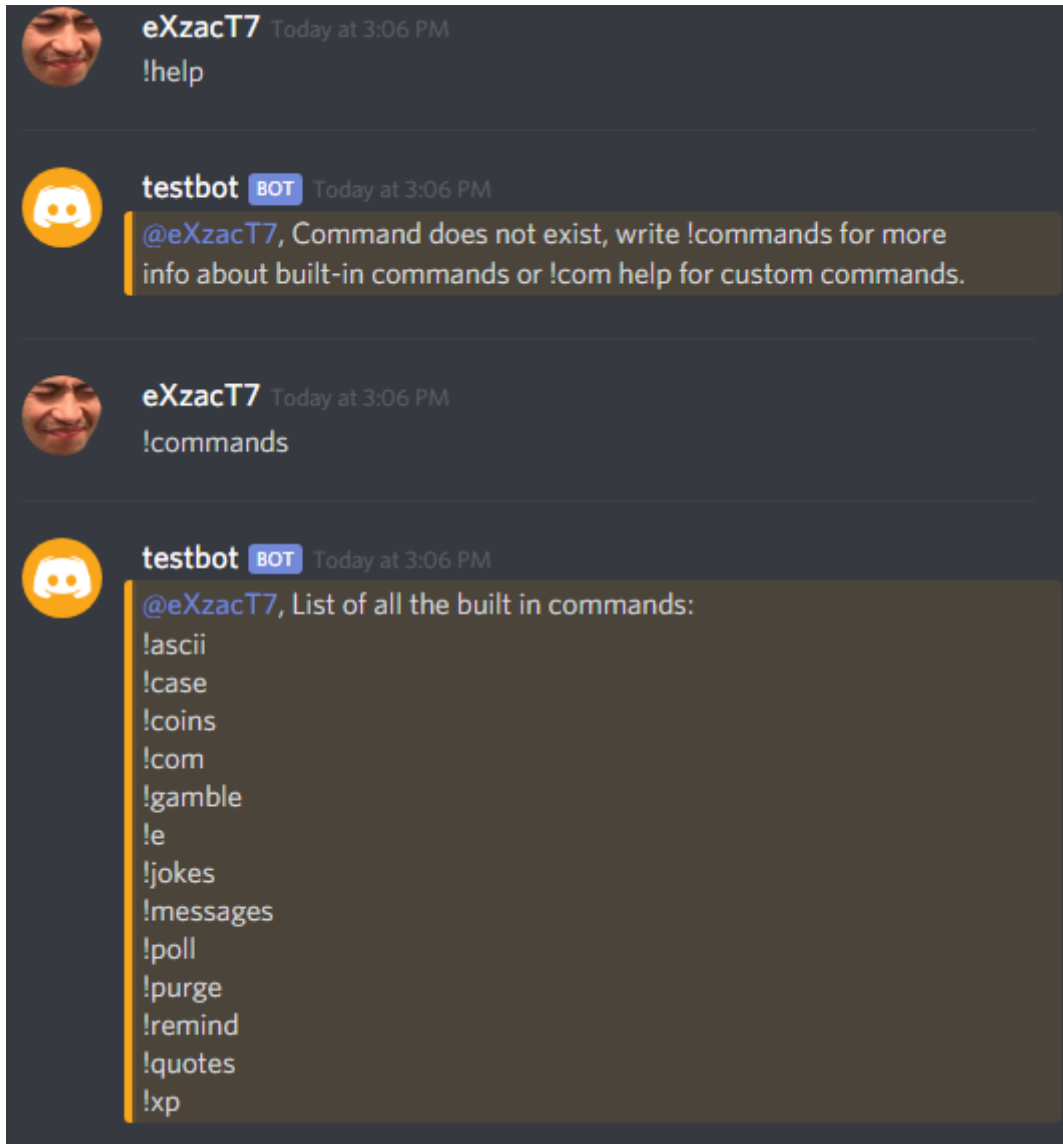 eXzacT7 Today at 3:06 PM
!help
testbot BOT Today at 3:06 PM
@eXzacT7, Command does not exist, write !commands for more
info about built-in commands or !com help for custom commands.
eXzacT7 Today at 3:06 PM
!commands
testbot BOT Today at 3:06 PM
@eXzacT7, List of all the built in commands:
!ascii
!case
!coins
!com
!gamble
!e
!jokes
!messages
!poll
!purge
!remind
!quotes
!xp